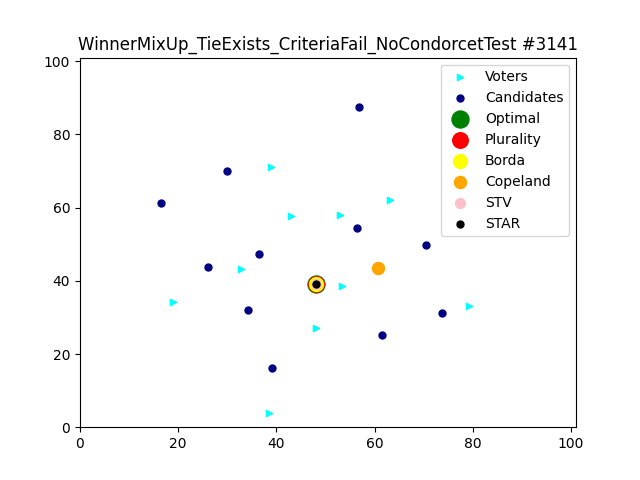 WinnerMixUp_TieExists_CriteriaFail_NoCondorcetTest #3141
Voters
Candidates
Optimal
Plurality
Borda
Copeland
STV
STAR
100
80
60
40
20
0
0 20 40 60 80 100